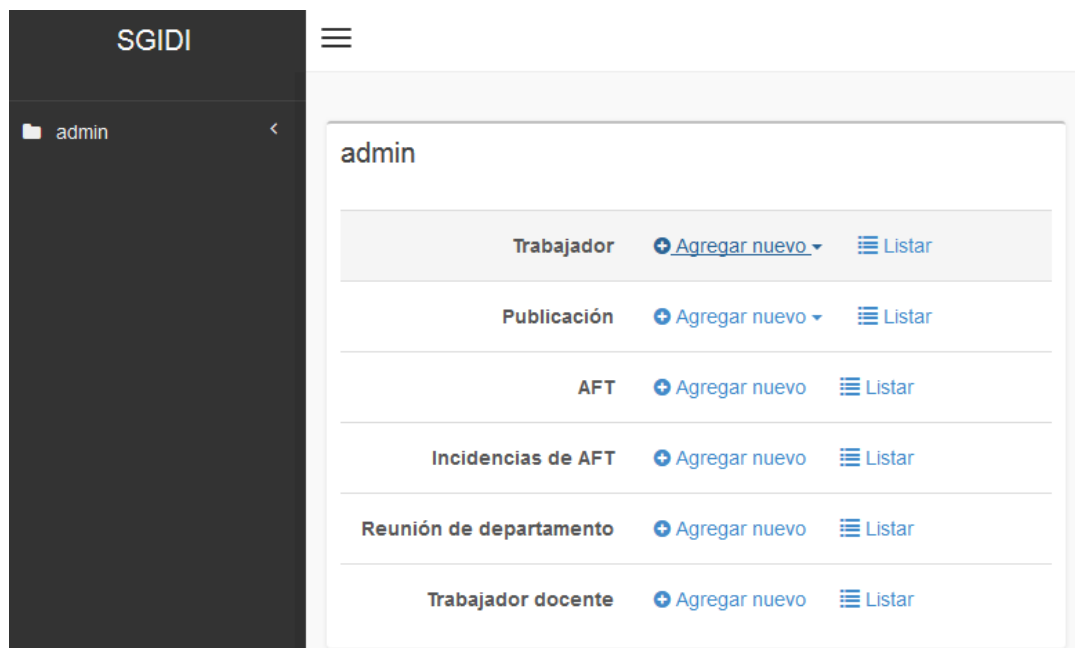 SGIDI
admin
admin
Trabajador Agregar nuevo Listar
Publicación Agregar nuevo Listar
AFT Agregar nuevo Listar
Incidencias de AFT Agregar nuevo Listar
Reunión de departamento Agregar nuevo Listar
Trabajador docente Agregar nuevo Listar